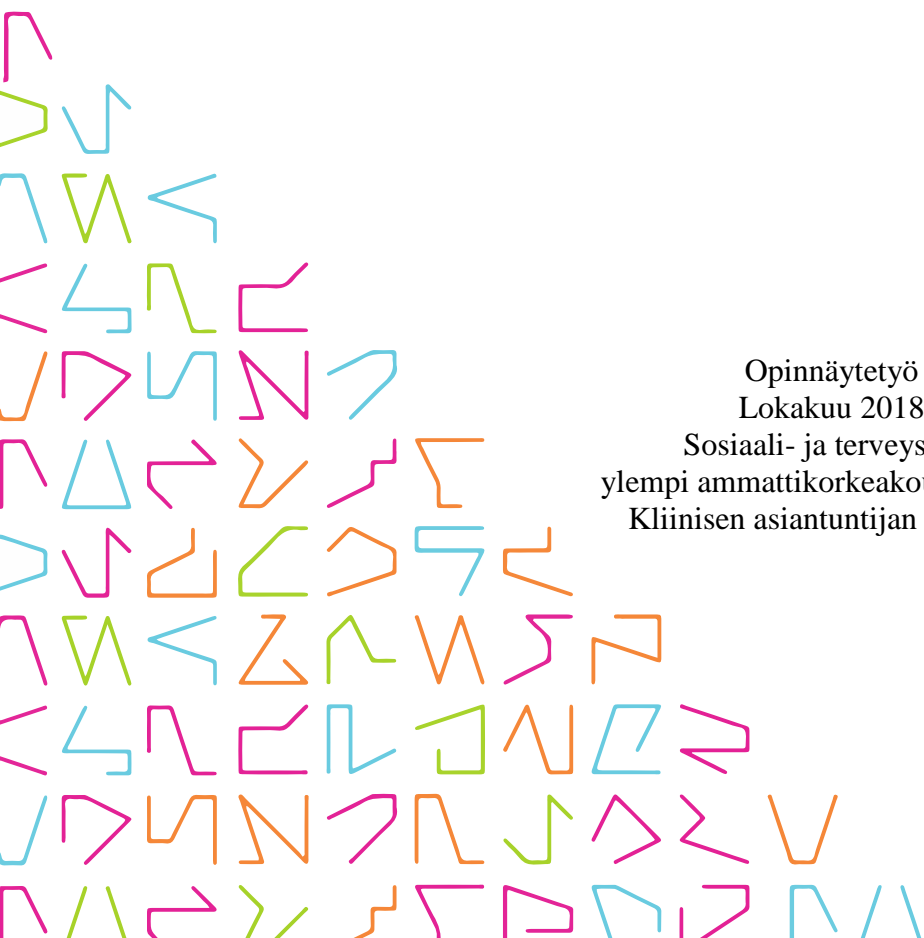 Opinnäytetyö
Lokakuu 2018
Sosiaali- ja
ylempi
Kliinisen asiantuntijan